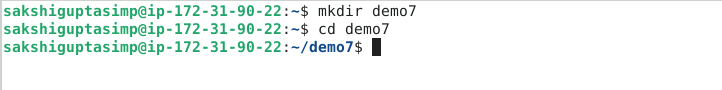 sakshiguptasimp@ip-172-31-90-22:~$ mkdir demo7
sakshiguptasimp@ip-172-31-90-22:~$ cd demo7
sakshiguptasimp@ip-172-31-90-22:~/demo7$